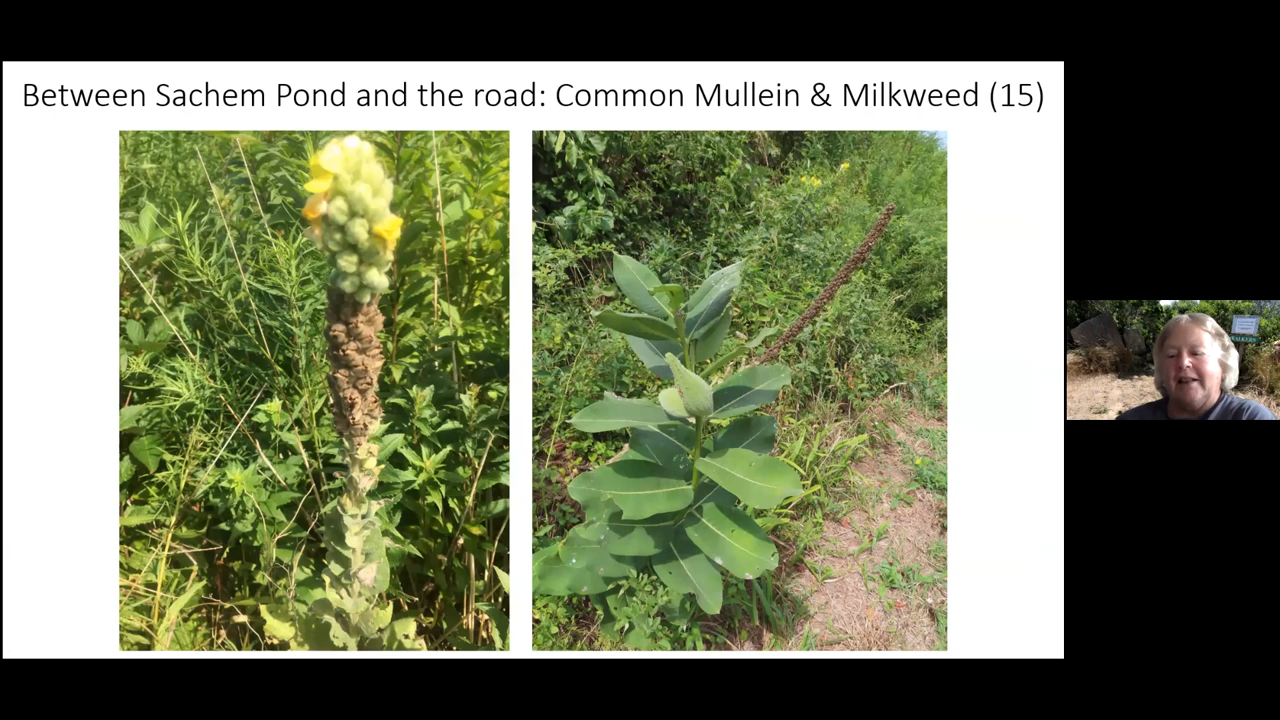 Between Sachem Pond and the road: Common Mullein & Milkweed (15)